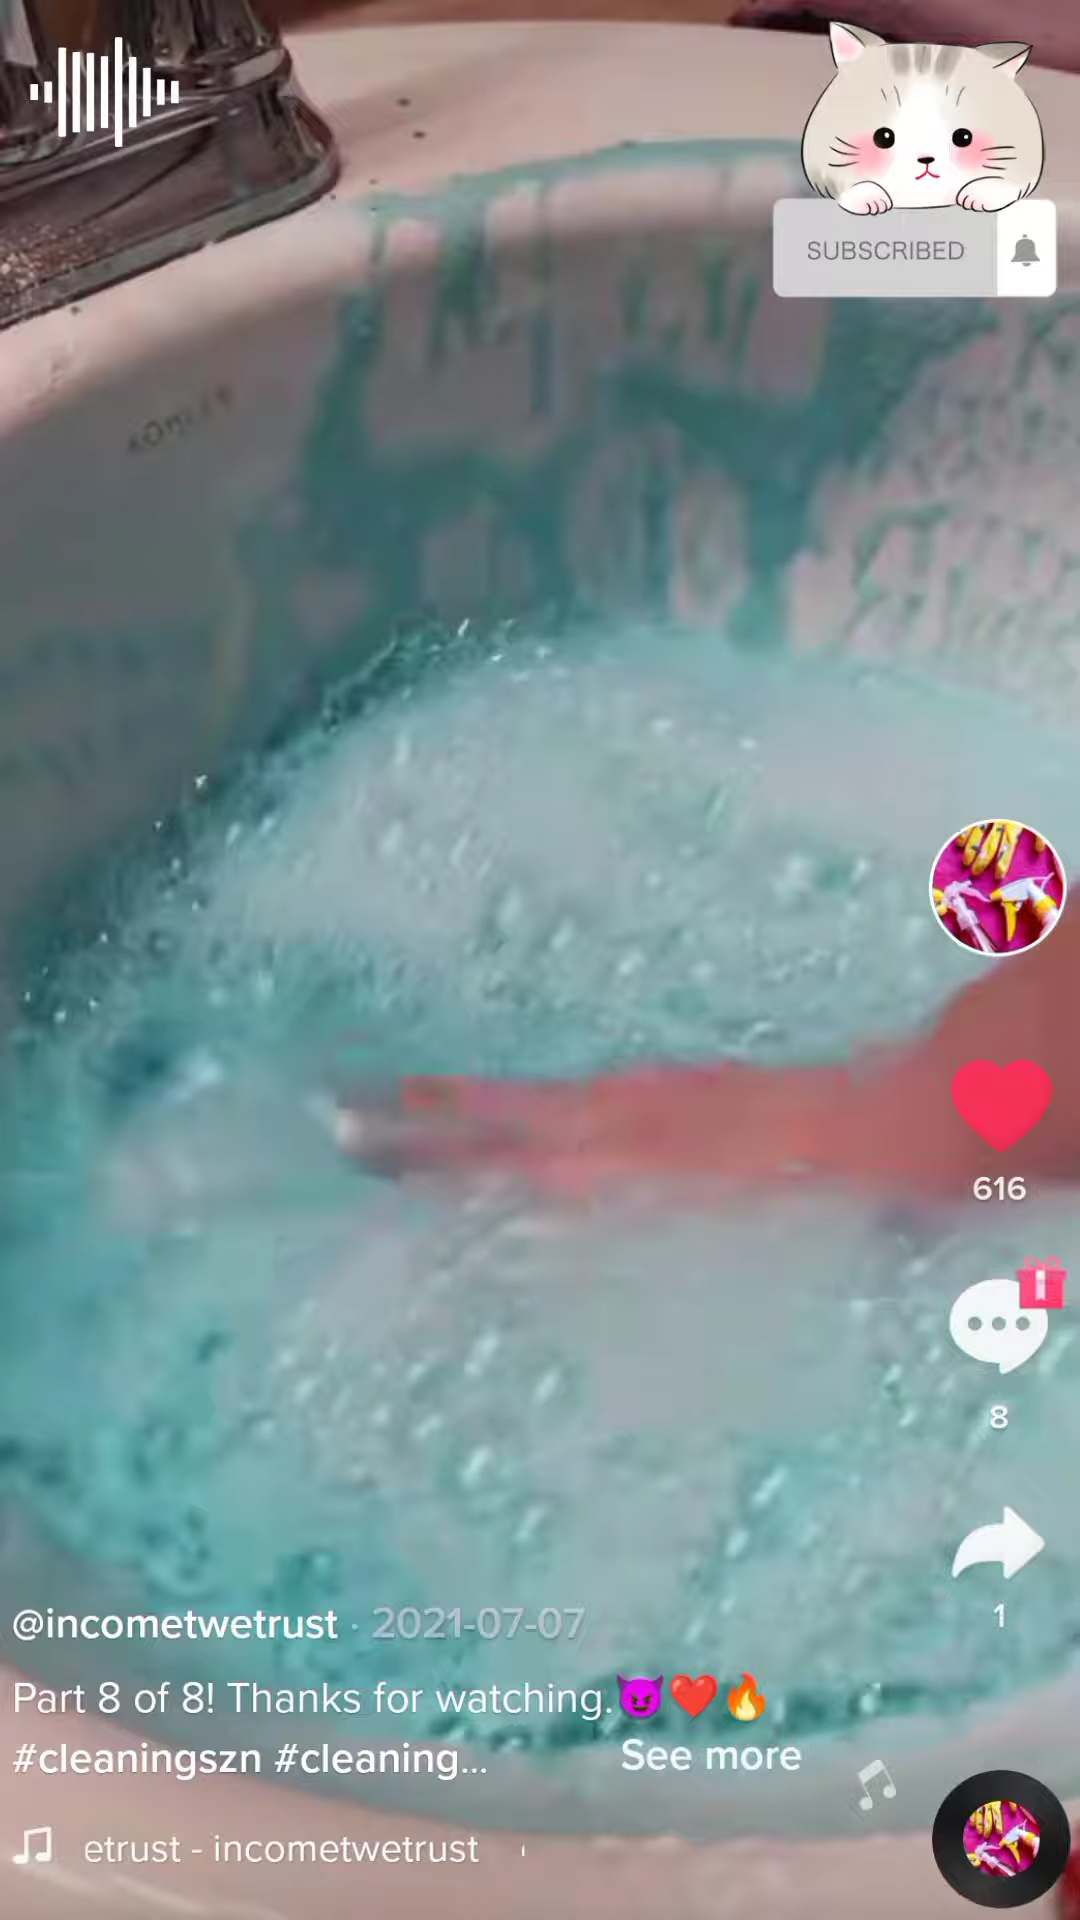 SUBSCRIBED
616
8
1
@incometwetrust · 2021-07-07
Part 8 of 8! Thanks for watching.😈❤️🔥
#cleaningszn #cleaning... See more
etrust - incometwetrust